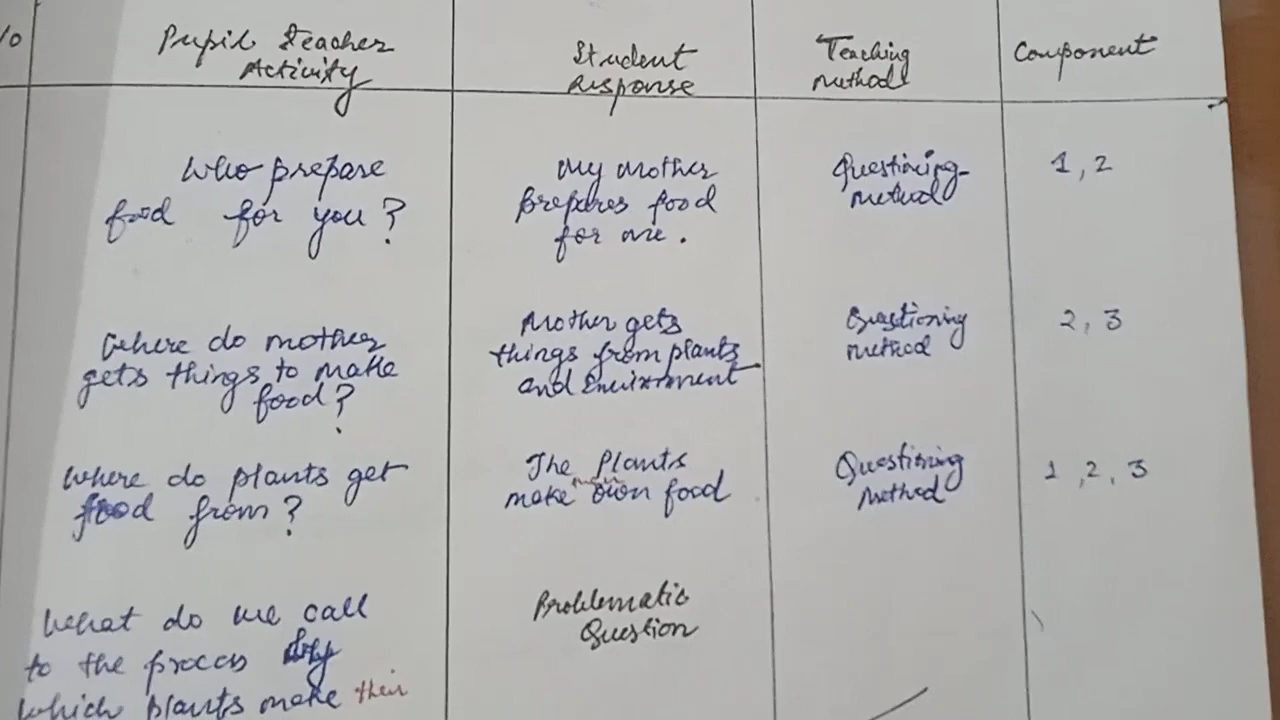 /o
Pupil teacher
Activity
Student
Response
Teaching
method
Component
Who prepare
food for you?
My mother
prepares food
for me.
Questioning
method
1, 2
Where do mother
gets things to make
food?
Mother gets
things from plants
and Environment
Questioning
method
2, 3
Where do plants get
food from?
The Plants
make own food
Questioning
method
1, 2, 3
What do we call
to the process by
which plants make their
Problematic
Question